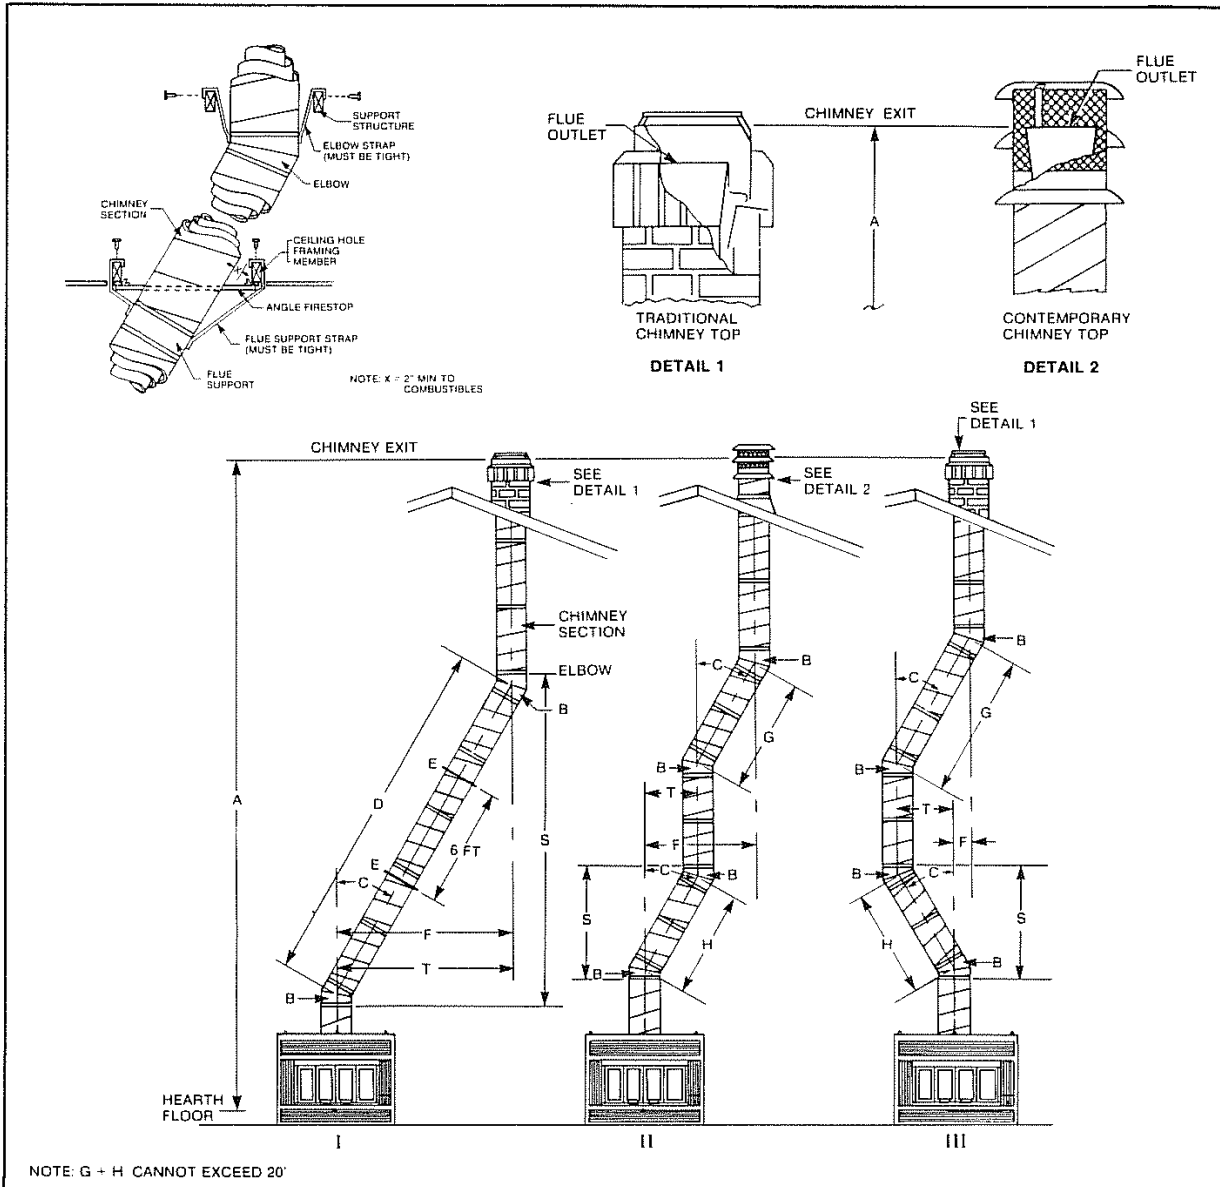 SUPPORT
STRUCTURE
ELBOW STRAP
(MUST BE TIGHT)
ELBOW
CHIMNEY
SECTION
CEILING HOLE
FRAMING
MEMBER
ANGLE FIRESTOP
FLUE SUPPORT STRAP
(MUST BE TIGHT)
FLUE
SUPPORT
NOTE: X = 2" MIN TO
COMBUSTIBLES
FLUE
OUTLET
CHIMNEY EXIT
A
FLUE
OUTLET
TRADITIONAL
CHIMNEY TOP
DETAIL 1
CONTEMPORARY
CHIMNEY TOP
DETAIL 2
CHIMNEY EXIT
SEE
DETAIL 1
SEE
DETAIL 2
SEE
DETAIL 1
CHIMNEY
SECTION
ELBOW
A
B
D
E
E
6 FT
S
C
F
T
B
C
B
G
B
T
F
C
B
S
H
B
B
C
G
B
T
F
B
C
S
H
B
HEARTH
FLOOR
I
II
III
NOTE: G + H CANNOT EXCEED 20'